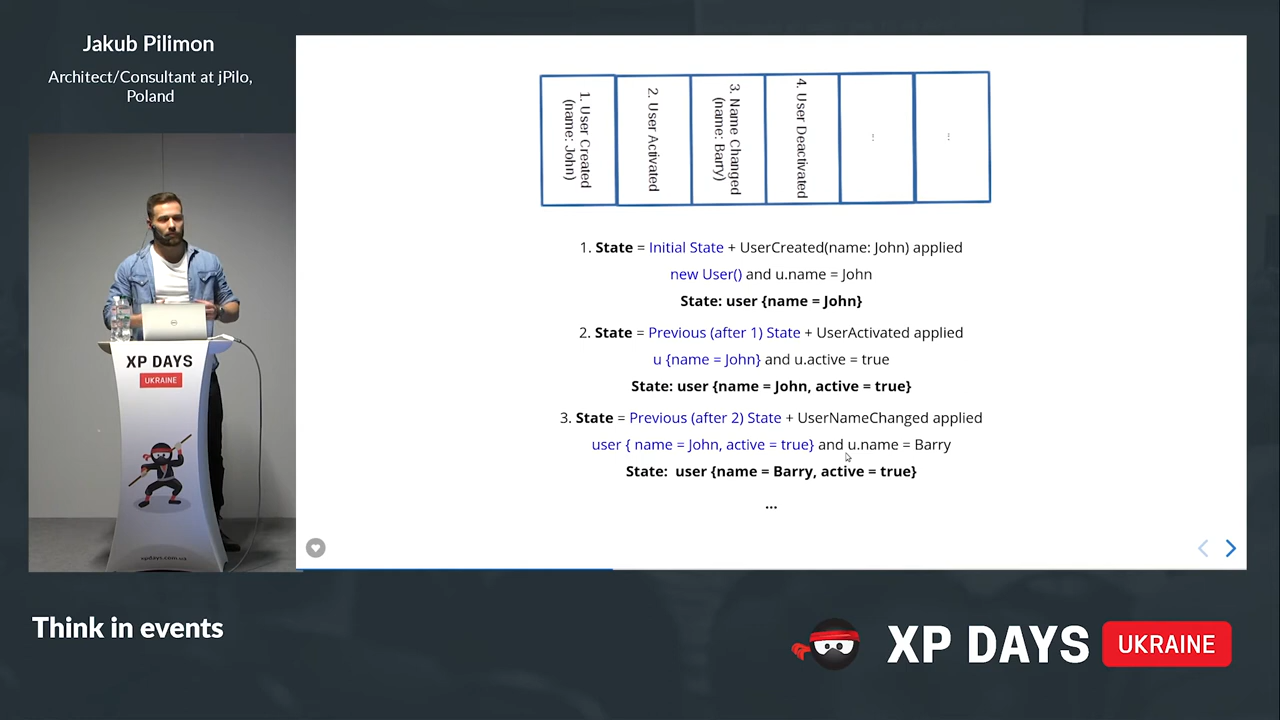 Jakub Pilimon
Architect/Consultant at jPilo,
Poland
1. User Created
(name: John)
2. User Activated
3. Name Changed
(name: Barry)
4. User Deactivated
...
...
1. State = Initial State + UserCreated(name: John) applied
new User() and u.name = John
State: user {name = John}
2. State = Previous (after 1) State + UserActivated applied
u {name = John} and u.active = true
State: user {name = John, active = true}
3. State = Previous (after 2) State + UserNameChanged applied
user { name = John, active = true} and u.name = Barry
State: user {name = Barry, active = true}
...
XP DAYS
UKRAINE
xpdays.com.ua
Think in events
XP DAYS UKRAINE